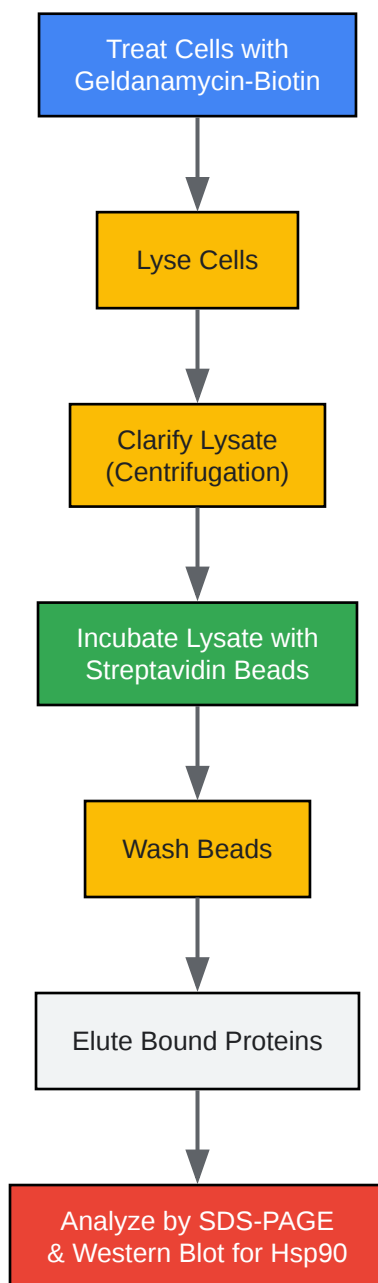 Treat Cells with
Geldanamycin-Biotin
Lyse Cells
Clarify Lysate
(Centrifugation)
Incubate Lysate with
Streptavidin Beads
Wash Beads
Elute Bound Proteins
Analyze by SDS-PAGE
& Western Blot for Hsp90